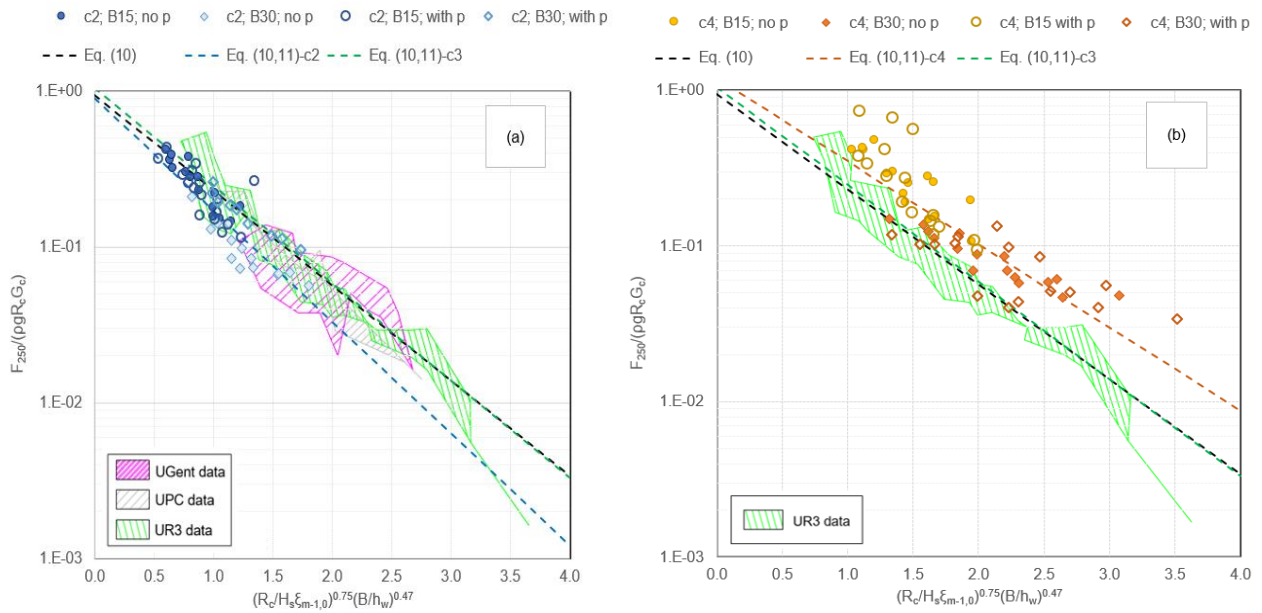 c2; B15; no p c2; B30; no p c2; B15; with p c2; B30; with p
Eq. (10) Eq. (10,11)-c2 Eq. (10,11)-c3
1.E+00
1.E-01
1.E-02
1.E-03
F250/(ρgRcGc)
(a)
UGent data
UPC data
UR3 data
0.0 0.5 1.0 1.5 2.0 2.5 3.0 3.5 4.0
(Rc/Hsξm-1,0)^0.75(B/hw)^0.47
c4; B15; no p c4; B30; no p c4; B15 with p c4; B30; with p
Eq. (10) Eq. (10,11)-c4 Eq. (10,11)-c3
1.E+00
1.E-01
1.E-02
1.E-03
F250/(ρgRcGc)
(b)
UR3 data
0.0 0.5 1.0 1.5 2.0 2.5 3.0 3.5 4.0
(Rc/Hsξm-1,0)^0.75(B/hw)^0.47